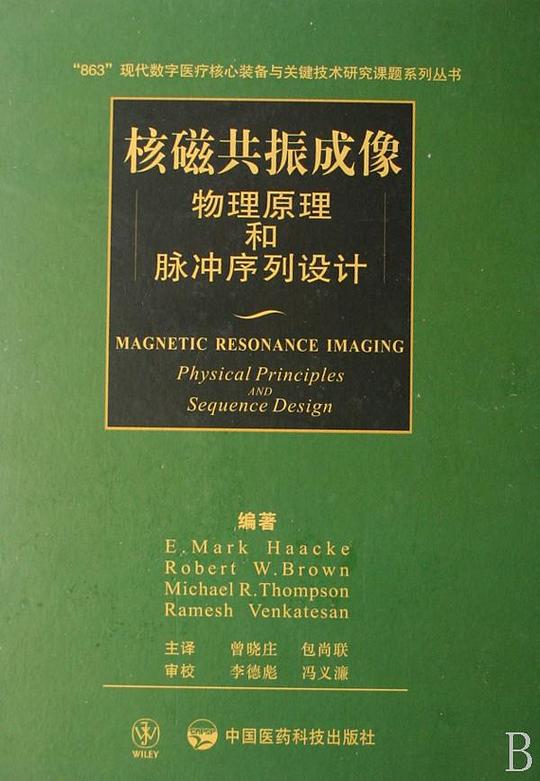 “863”现代数字医疗核心装备与关键技术研究课题系列丛书
核磁共振成像
物理原理
和
脉冲序列设计
MAGNETIC RESONANCE IMAGING
Physical Principles
AND
Sequence Design
编著
E.Mark Haacke
Robert W.Brown
Michael R.Thompson
Ramesh Venkatesan
主译 曾晓庄 包尚联
审校 李德彪 冯义濂
WILEY
中国医药科技出版社
B